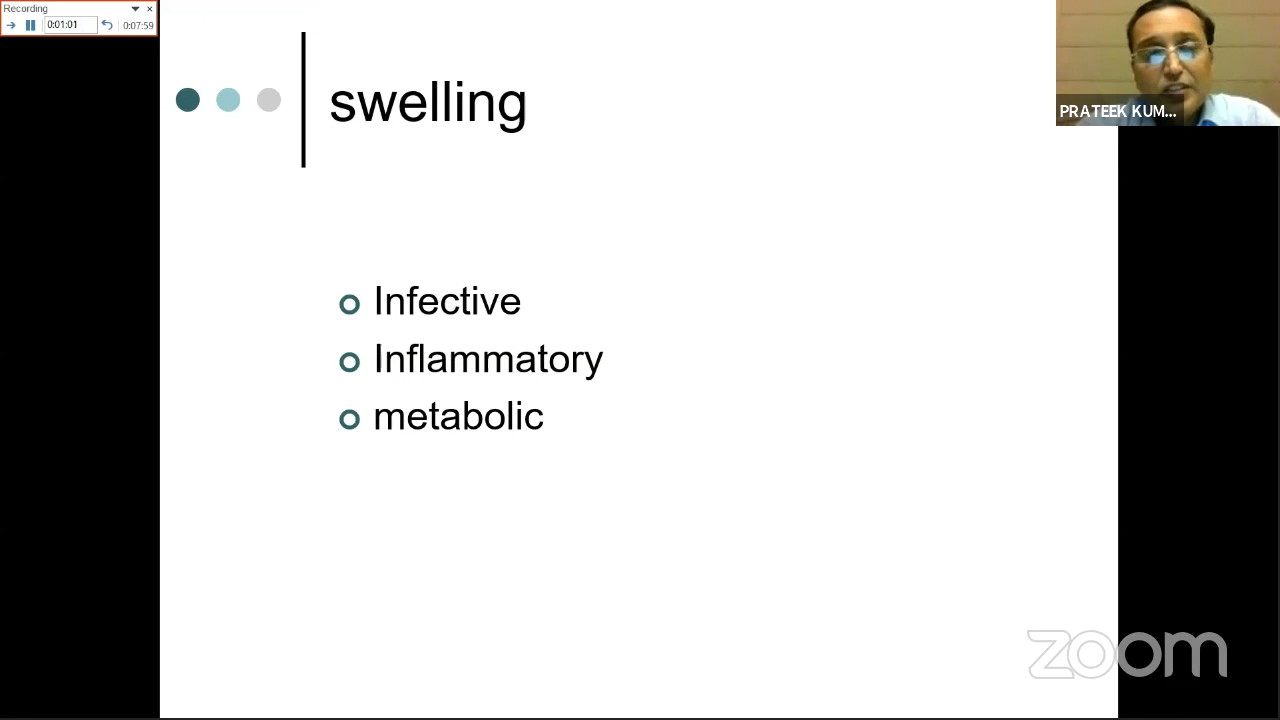 Recording
0:01:01
0:07:59
swelling
PRATEEK KUM...
Infective
Inflammatory
metabolic
zoom